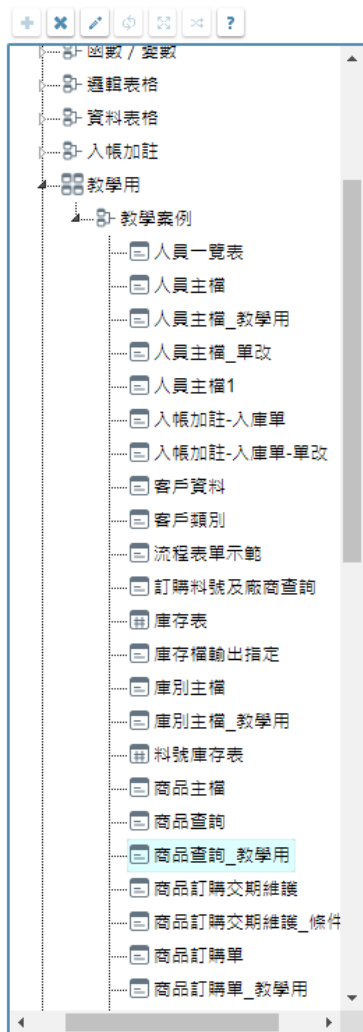 ?
函數 / 變數
邏輯表格
資料表格
入帳加註
教學用
教學案例
人員一覽表
人員主檔
人員主檔_教學用
人員主檔_單改
人員主檔1
入帳加註-入庫單
入帳加註-入庫單-單改
客戶資料
客戶類別
流程表單示範
訂購料號及廠商查詢
庫存表
庫存檔輸出指定
庫別主檔
庫別主檔_教學用
料號庫存表
商品主檔
商品查詢
商品查詢_教學用
商品訂購交期維護
商品訂購交期維護_條件
商品訂購單
商品訂購單_教學用